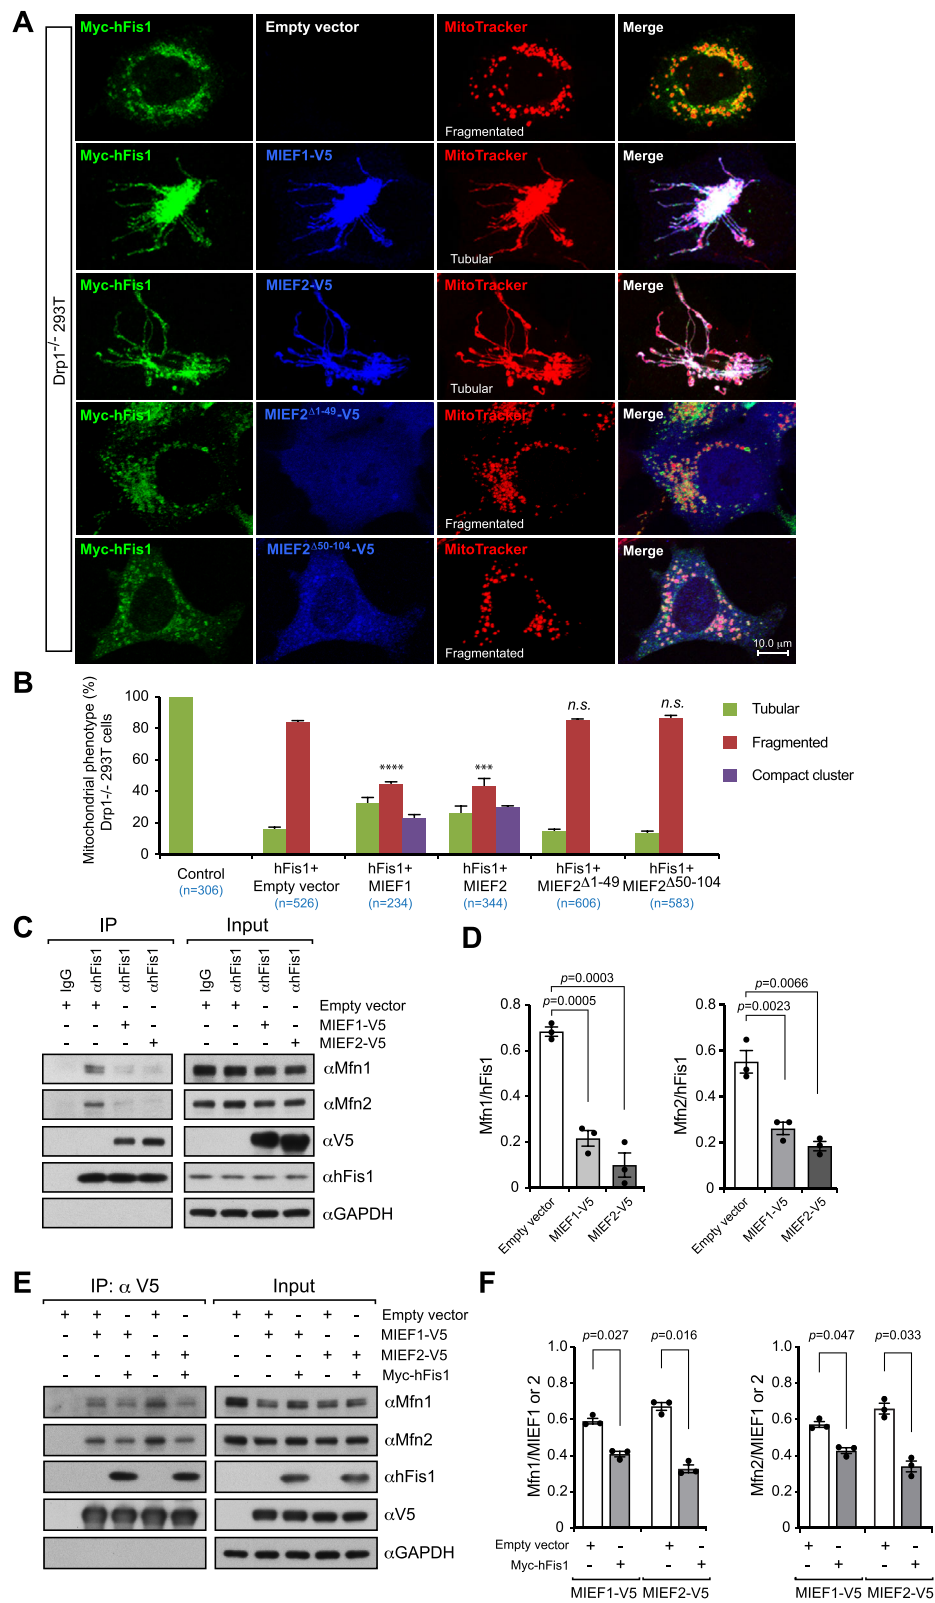 A
Drp1-/- 293T
Myc-hFis1 Empty vector MitoTracker Merge
Fragmentated
Myc-hFis1 MIEF1-V5 MitoTracker Merge
Tubular
Myc-hFis1 MIEF2-V5 MitoTracker Merge
Tubular
Myc-hFis1 MIEF2Δ1-49-V5 MitoTracker Merge
Fragmentated
Myc-hFis1 MIEF2Δ50-104-V5 MitoTracker Merge
Fragmentated
10.0 μm
B
Mitochondrial phenotype (%)
Drp1-/- 293T cells
100
80
60
40
20
0
**** *** n.s. n.s.
Tubular
Fragmented
Compact cluster
Control
(n=306)
hFis1+
Empty vector
(n=526)
hFis1+
MIEF1
(n=234)
hFis1+
MIEF2
(n=344)
hFis1+
MIEF2Δ1-49
(n=606)
hFis1+
MIEF2Δ50-104
(n=583)
C
IP Input
IgG αhFis1 αhFis1 αhFis1 IgG αhFis1 αhFis1 αhFis1
+ + - - + + - - Empty vector
- - + - - - + - MIEF1-V5
- - - + - - - + MIEF2-V5
αMfn1
αMfn2
αV5
αhFis1
αGAPDH
D
Mfn1/hFis1
0.8
0.6
0.4
0.2
0
p=0.0003
p=0.0005
Empty vector
MIEF1-V5
MIEF2-V5
Mfn2/hFis1
0.8
0.6
0.4
0.2
0
p=0.0066
p=0.0023
Empty vector
MIEF1-V5
MIEF2-V5
E
IP: α V5 Input
+ + - + - + + - + - Empty vector
- + + - - - + + - - MIEF1-V5
- - - + + - - - + + MIEF2-V5
- - + - + - - + - + Myc-hFis1
αMfn1
αMfn2
αhFis1
αV5
αGAPDH
F
Mfn1/MIEF1 or 2
1
0.8
0.6
0.4
0.2
0
p=0.027 p=0.016
Mfn2/MIEF1 or 2
1
0.8
0.6
0.4
0.2
0
p=0.047 p=0.033
Empty vector + - + - + - + -
Myc-hFis1 - + - + - + - +
MIEF1-V5 MIEF2-V5 MIEF1-V5 MIEF2-V5